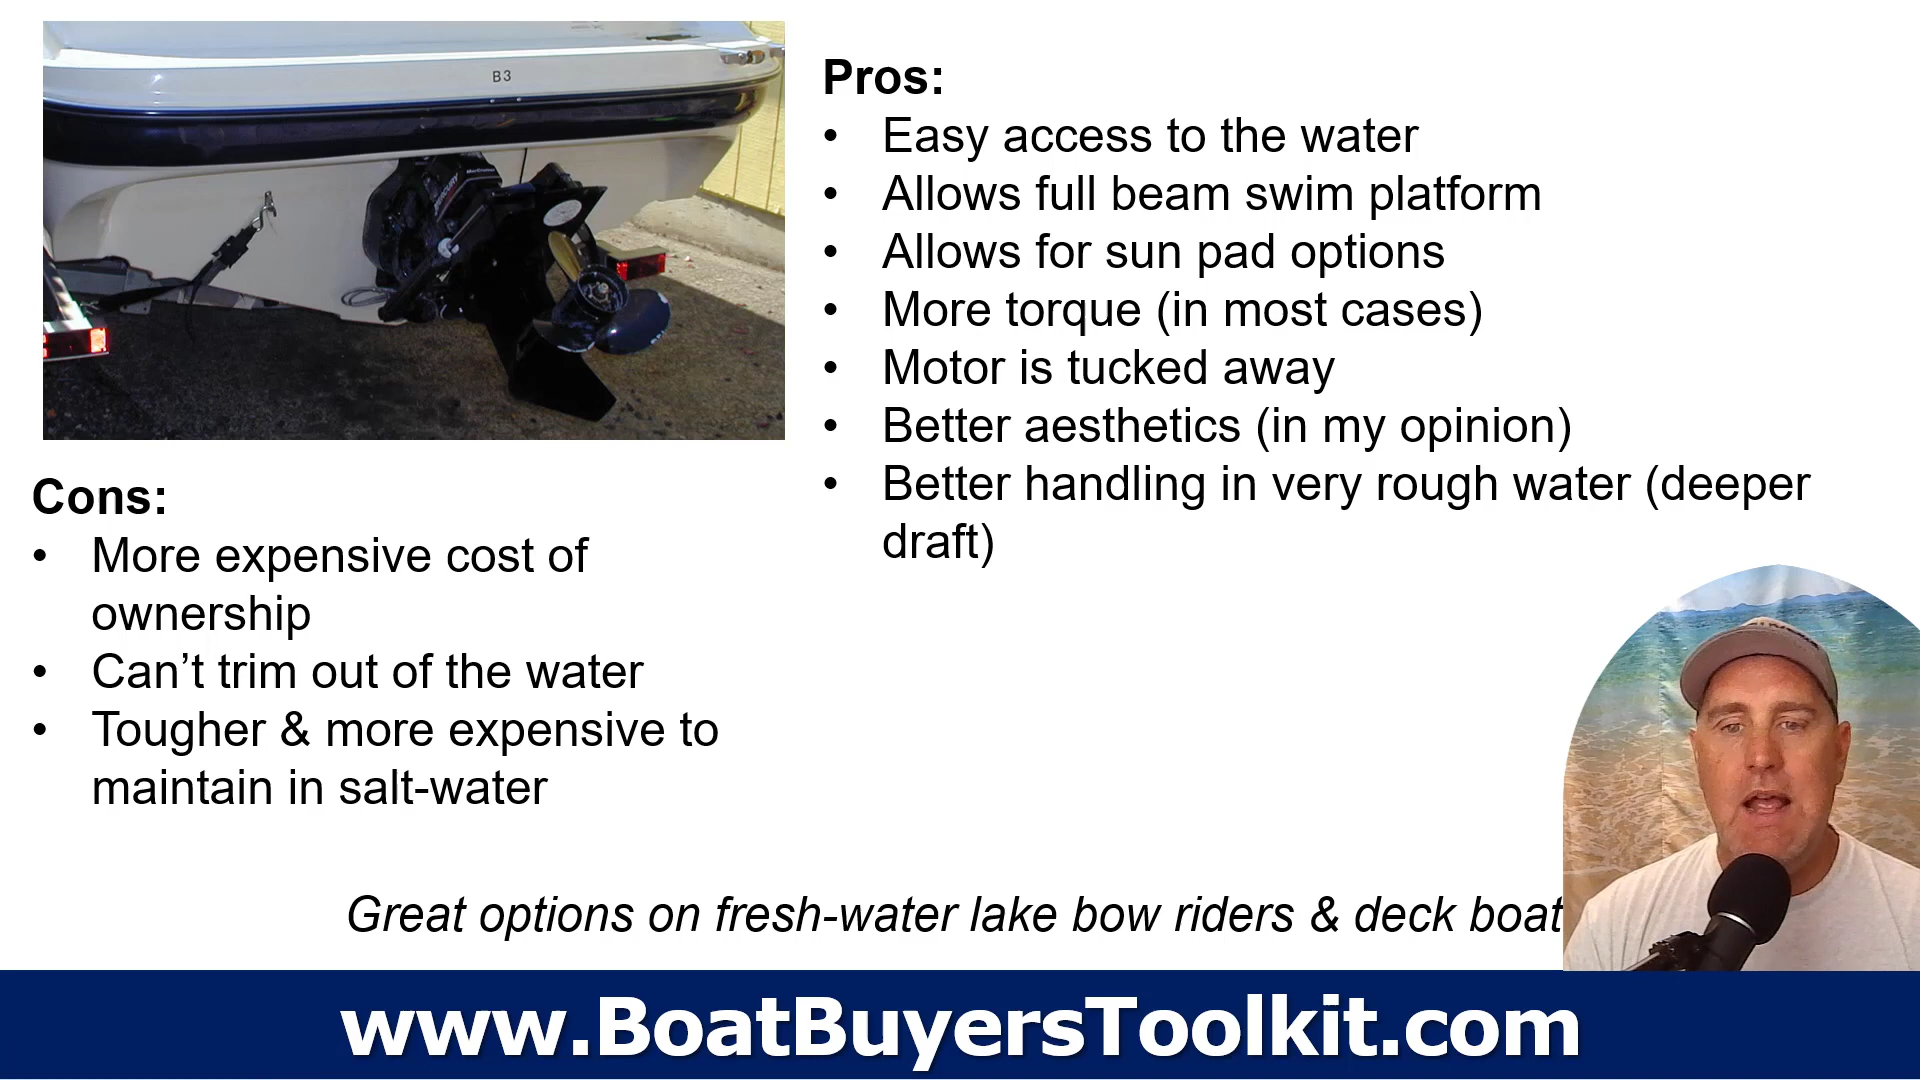 B3
MERCURY
Pros:
• Easy access to the water
• Allows full beam swim platform
• Allows for sun pad options
• More torque (in most cases)
• Motor is tucked away
• Better aesthetics (in my opinion)
• Better handling in very rough water (deeper
draft)
Cons:
• More expensive cost of
ownership
• Can’t trim out of the water
• Tougher & more expensive to
maintain in salt-water
Great options on fresh-water lake bow riders & deck boat
www.BoatBuyersToolkit.com